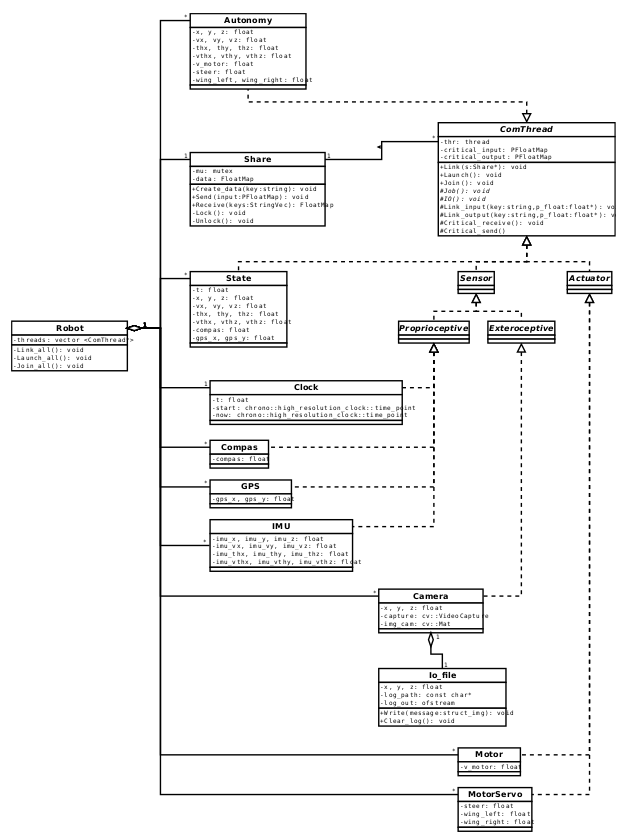 *
Autonomy
-x, y, z: float
-vx, vy, vz: float
-thx, thy, thz: float
-vthx, vthy, vthz: float
-v_motor: float
-steer: float
-wing_left, wing_right: float
ComThread
*
-thr: thread
-critical_input: PFloatMap
-critical_output: PFloatMap
+Link(s:Share*): void
+Launch(): void
+Join(): void
#Job(): void
#IO(): void
#Link_input(key:string,p_float:float*): vo
#Link_output(key:string,p_float:float*): v
#Critical_receive(): void
#Critical_send()
1
Share
1
-mu: mutex
-data: FloatMap
+Create_data(key:string): void
+Send(input:PFloatMap): void
+Receive(keys:StringVec): FloatMap
-Lock(): void
-Unlock(): void
*
State
-t: float
-x, y, z: float
-vx, vy, vz: float
-thx, thy, thz: float
-vthx, vthz, vthz: float
-compas: float
-gps_x, gps_y: float
Sensor
Actuator
Robot
1
-threads: vector <ComThread*>
-Link_all(): void
-Launch_all(): void
-Join_all(): void
Proprioceptive
Exteroceptive
1
Clock
-t: float
-start: chrono::high_resolution_clock::time_point
-now: chrono::high_resolution_clock::time_point
*
Compas
-compas: float
*
GPS
-gps_x, gps_y: float
*
IMU
-imu_x, imu_y, imu_z: float
-imu_vx, imu_vy, imu_vz: float
-imu_thx, imu_thy, imu_thz: float
-imu_vthx, imu_vthy, imu_vthz: float
*
Camera
-x, y, z: float
-capture: cv::VideoCapture
-img_cam: cv::Mat
1
1
Io_file
-x, y, z: float
-log_path: const char*
-log_out: ofstream
+Write(message:struct_img): void
+Clear_log(): void
*
Motor
-v_motor: float
*
MotorServo
-steer: float
-wing_left: float
-wing_right: float